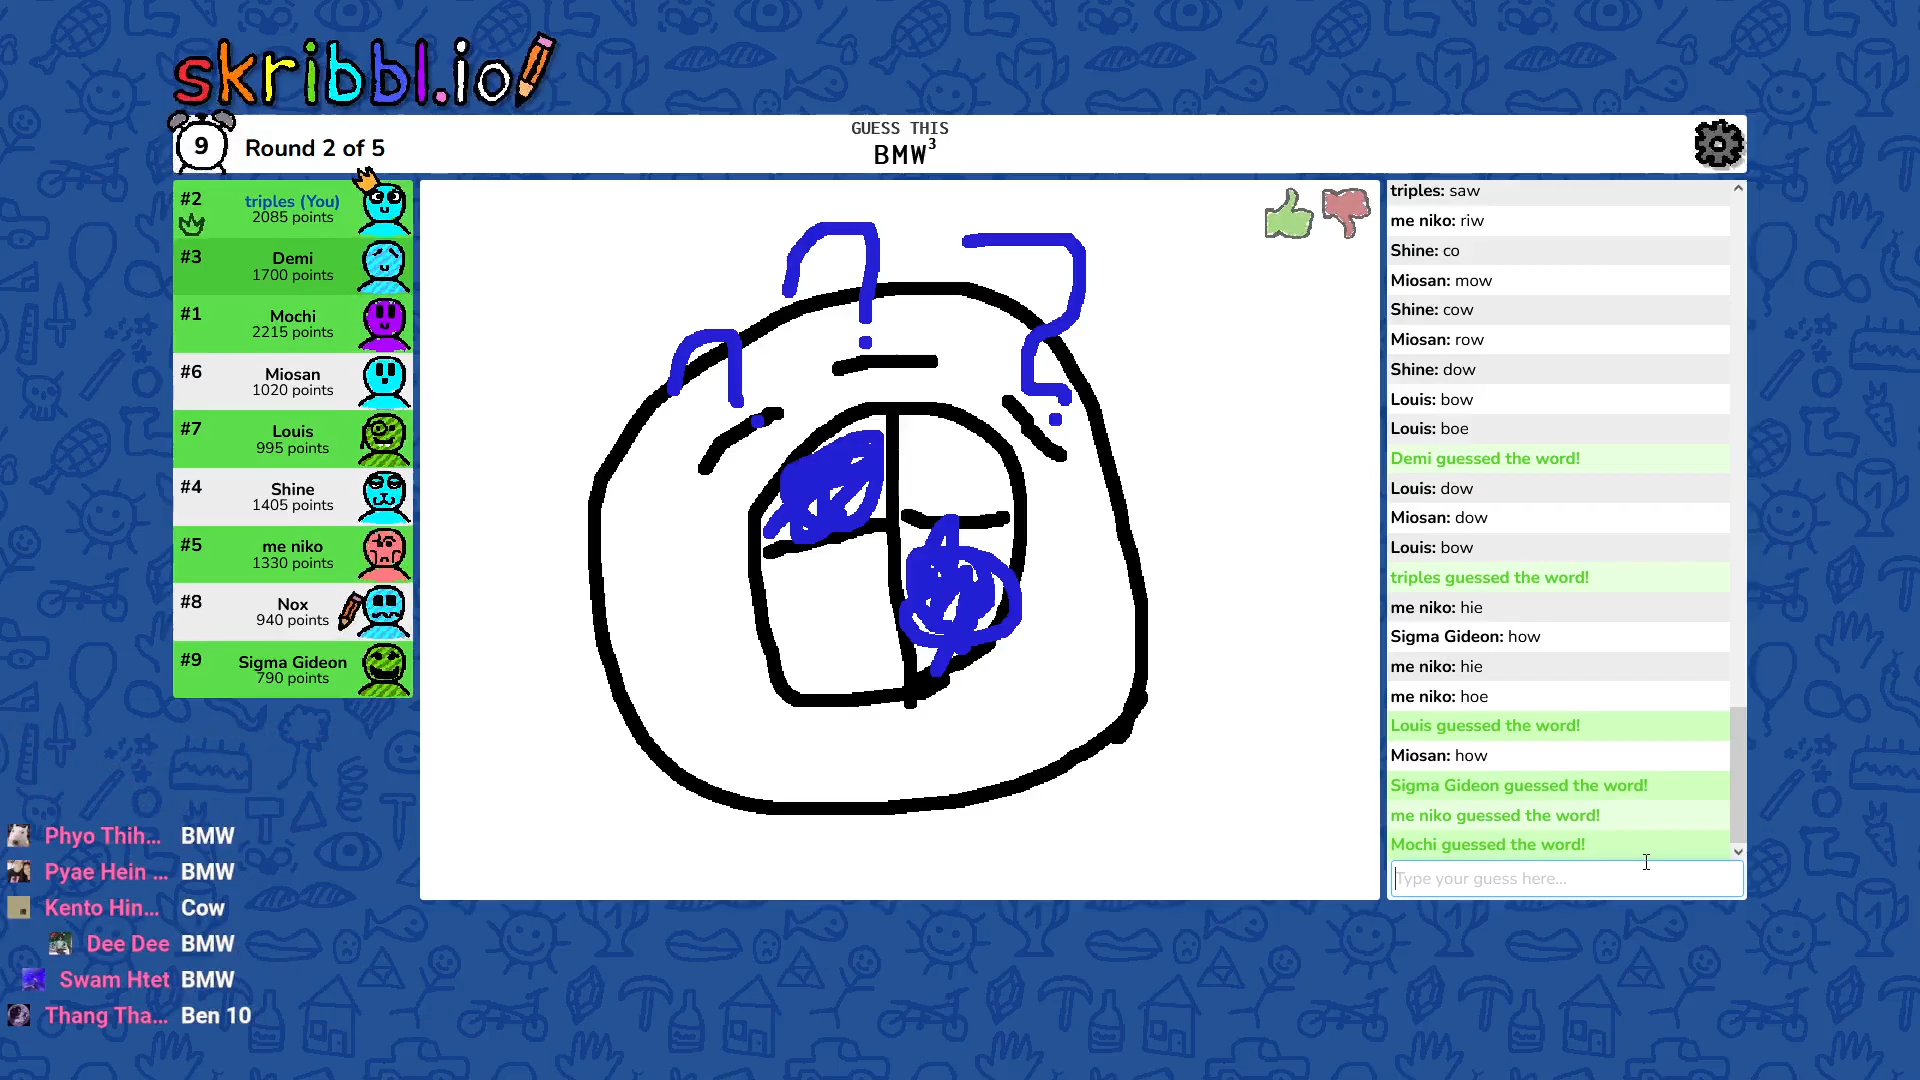 skribbl.io
9
Round 2 of 5
GUESS THIS
BMW3
#2
triples (You)
2085 points
#3
Demi
1700 points
#1
Mochi
2215 points
#6
Miosan
1020 points
#7
Louis
995 points
#4
Shine
1405 points
#5
me niko
1330 points
#8
Nox
940 points
#9
Sigma Gideon
790 points
triples: saw
me niko: riw
Shine: co
Miosan: mow
Shine: cow
Miosan: row
Shine: dow
Louis: bow
Louis: boe
Demi guessed the word!
Louis: dow
Miosan: dow
Louis: bow
triples guessed the word!
me niko: hie
Sigma Gideon: how
me niko: hie
me niko: hoe
Louis guessed the word!
Miosan: how
Sigma Gideon guessed the word!
me niko guessed the word!
Mochi guessed the word!
Type your guess here...
Phyo Thih... BMW
Pyae Hein ... BMW
Kento Hin... Cow
Dee Dee BMW
Swam Htet BMW
Thang Tha... Ben 10